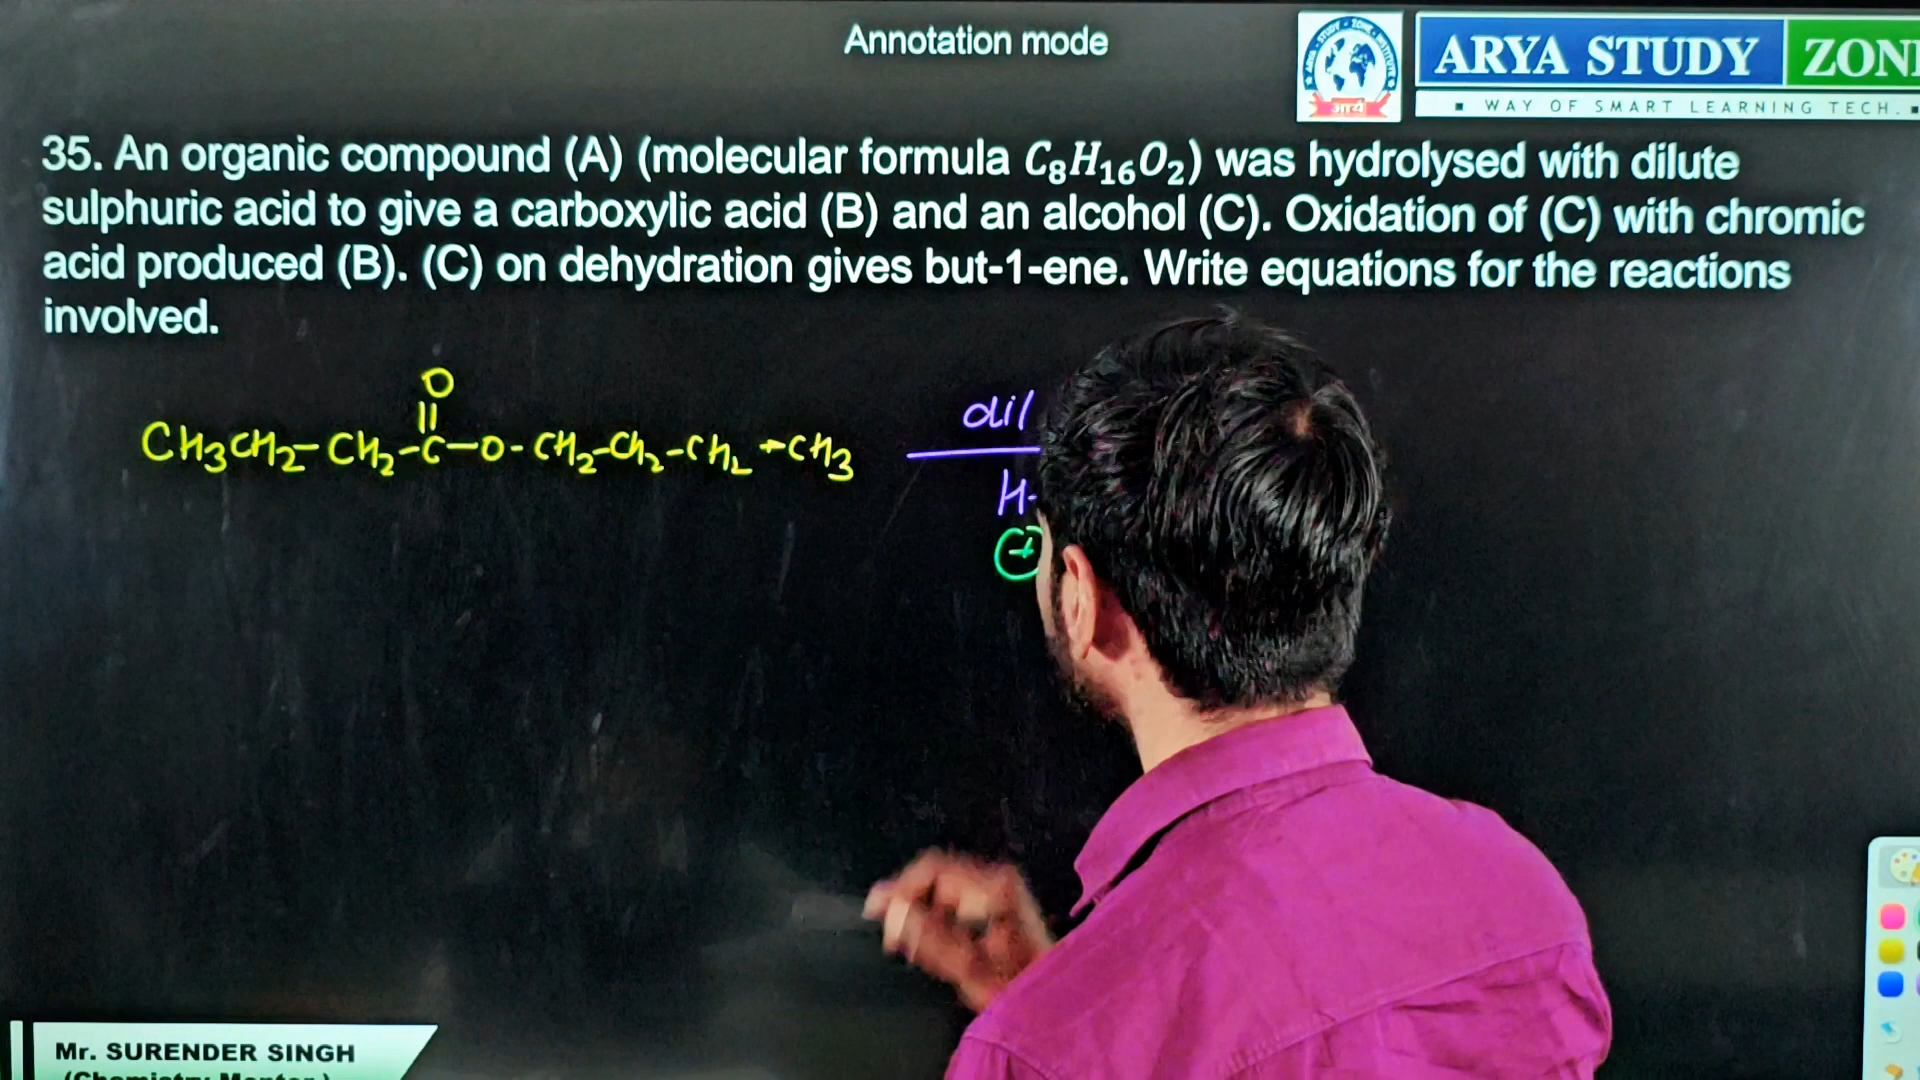 Annotation mode
ARYA STUDY ZON
▪ WAY OF SMART LEARNING TECH. ▪
35. An organic compound (A) (molecular formula C₈H₁₆O₂) was hydrolysed with dilute
sulphuric acid to give a carboxylic acid (B) and an alcohol (C). Oxidation of (C) with chromic
acid produced (B). (C) on dehydration gives but-1-ene. Write equations for the reactions
involved.
O
||
CH₃CH₂-CH₂-C-O-CH₂-CH₂-CH₂-CH₃
dil
H-
+
Mr. SURENDER SINGH
(Chemistry Mentor)